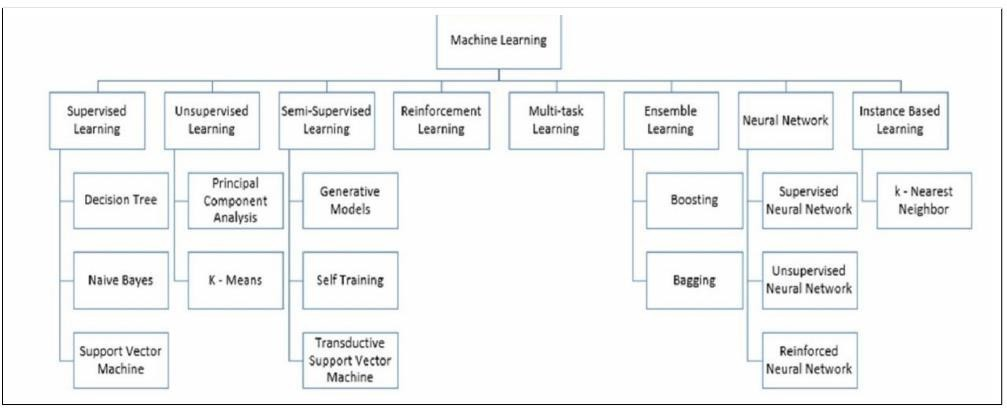 Machine Learning
Supervised
Learning
Unsupervised
Learning
Semi-Supervised
Learning
Reinforcement
Learning
Multi-task
Learning
Ensemble
Learning
Neural Network
Instance Based
Learning
Decision Tree
Principal
Component
Analysis
Generative
Models
Boosting
Supervised
Neural Network
k - Nearest
Neighbor
Naive Bayes
K - Means
Self Training
Bagging
Unsupervised
Neural Network
Support Vector
Machine
Transductive
Support Vector
Machine
Reinforced
Neural Network